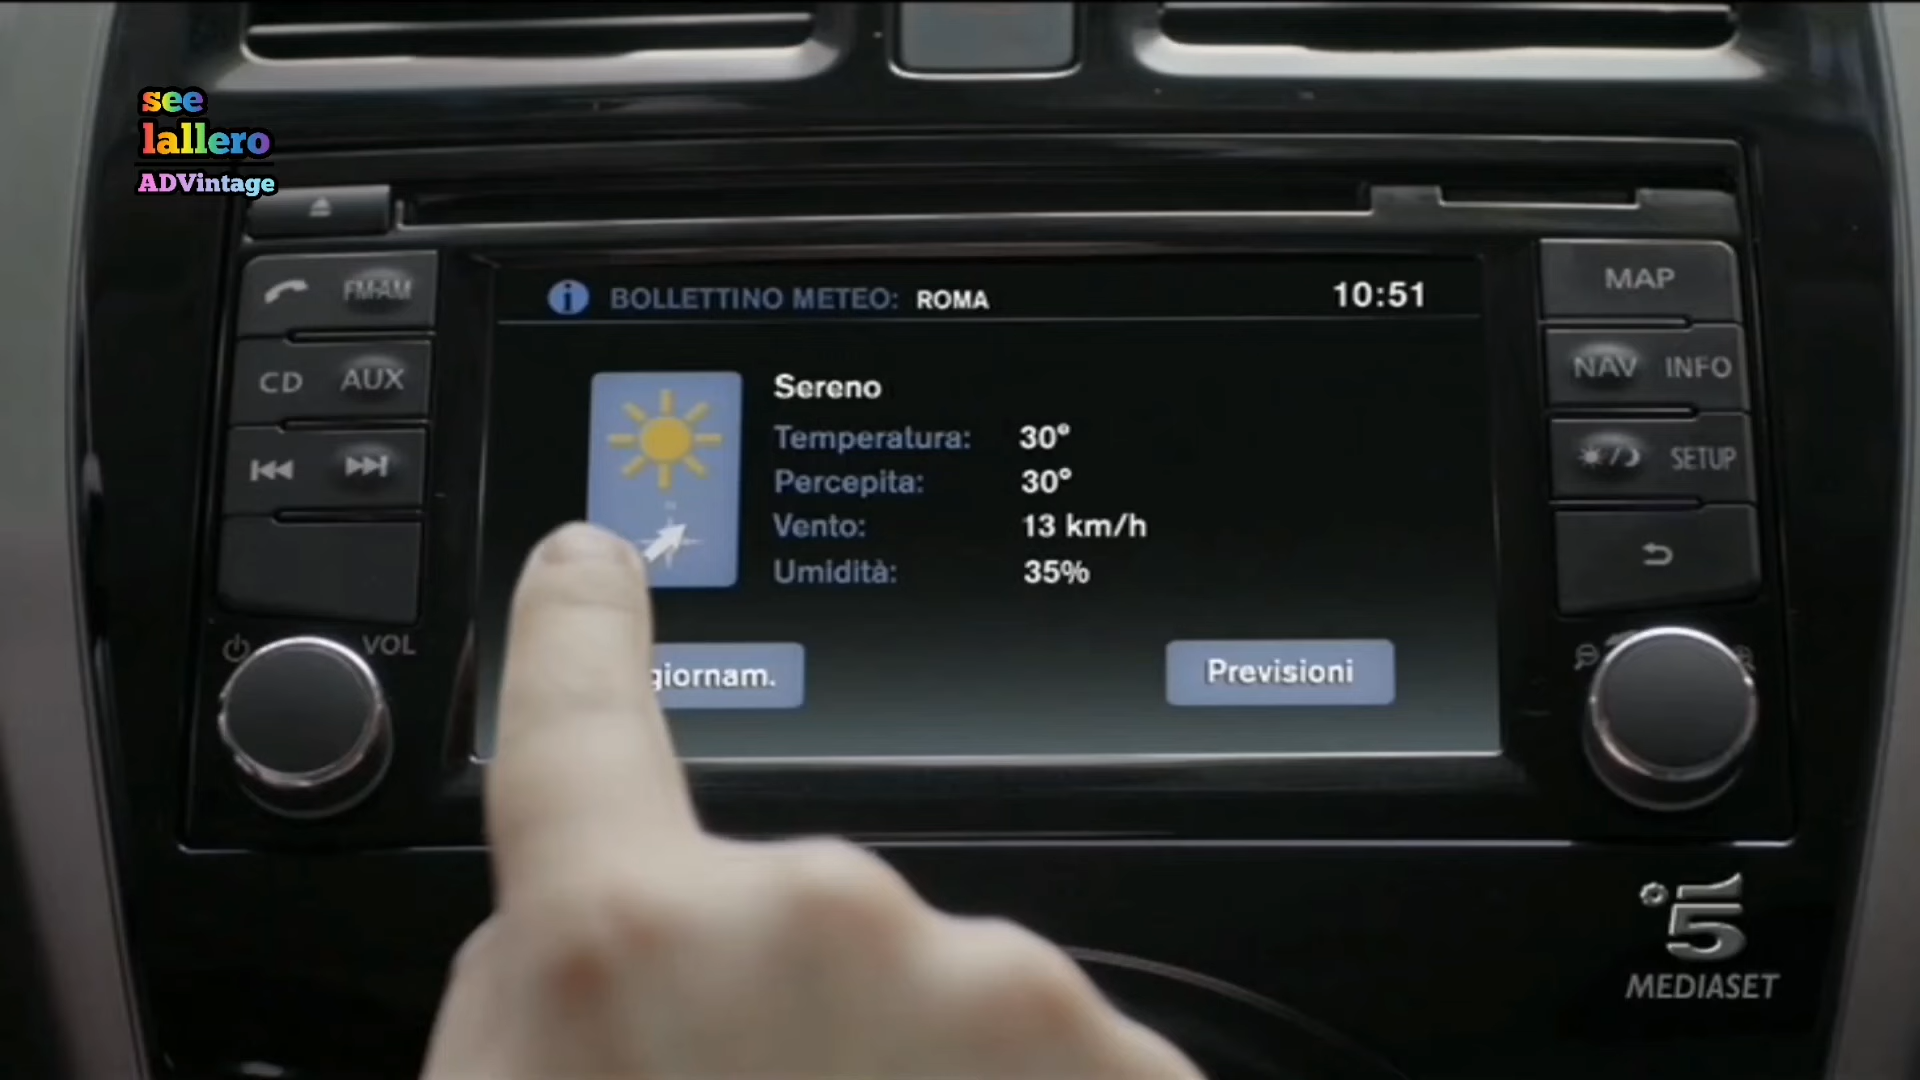 see
lallero
ADVintage
FM·AM
CD AUX
VOL
BOLLETTINO METEO: ROMA
10:51
Sereno
Temperatura: 30°
Percepita: 30°
Vento: 13 km/h
Umidità: 35%
giornam.
Previsioni
MAP
NAV INFO
SETUP
5
MEDIASET